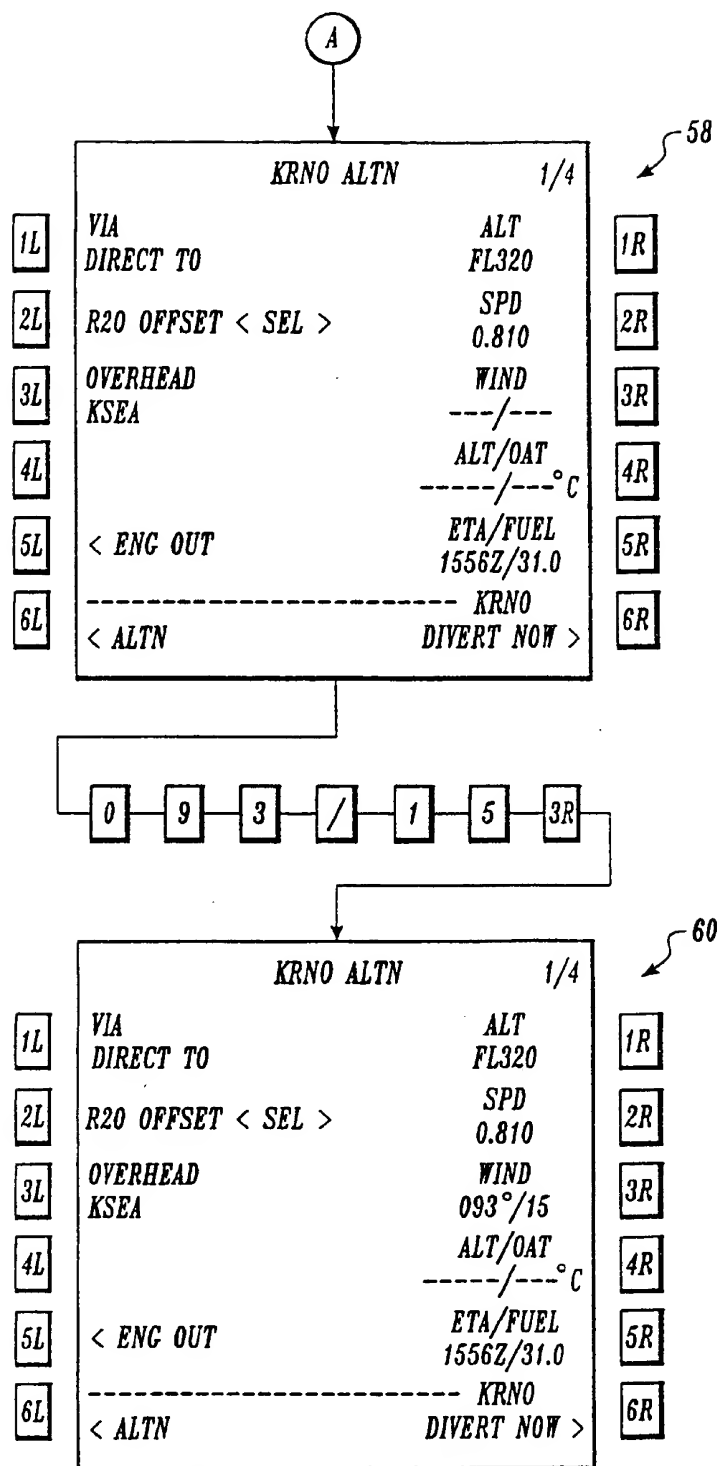 A
58
KRNO ALTN 1/4
1L VIA ALT 1R
DIRECT TO FL320
2L R20 OFFSET < SEL > SPD 2R
0.810
3L OVERHEAD WIND 3R
KSEA ---/---
4L ALT/OAT 4R
-----/---°C
5L < ENG OUT ETA/FUEL 5R
1556Z/31.0
6L ------------------------- KRNO 6R
< ALTN DIVERT NOW >
0 9 3 / 1 5 3R
60
KRNO ALTN 1/4
1L VIA ALT 1R
DIRECT TO FL320
2L R20 OFFSET < SEL > SPD 2R
0.810
3L OVERHEAD WIND 3R
KSEA 093°/15
4L ALT/OAT 4R
-----/---°C
5L < ENG OUT ETA/FUEL 5R
1556Z/31.0
6L ------------------------- KRNO 6R
< ALTN DIVERT NOW >